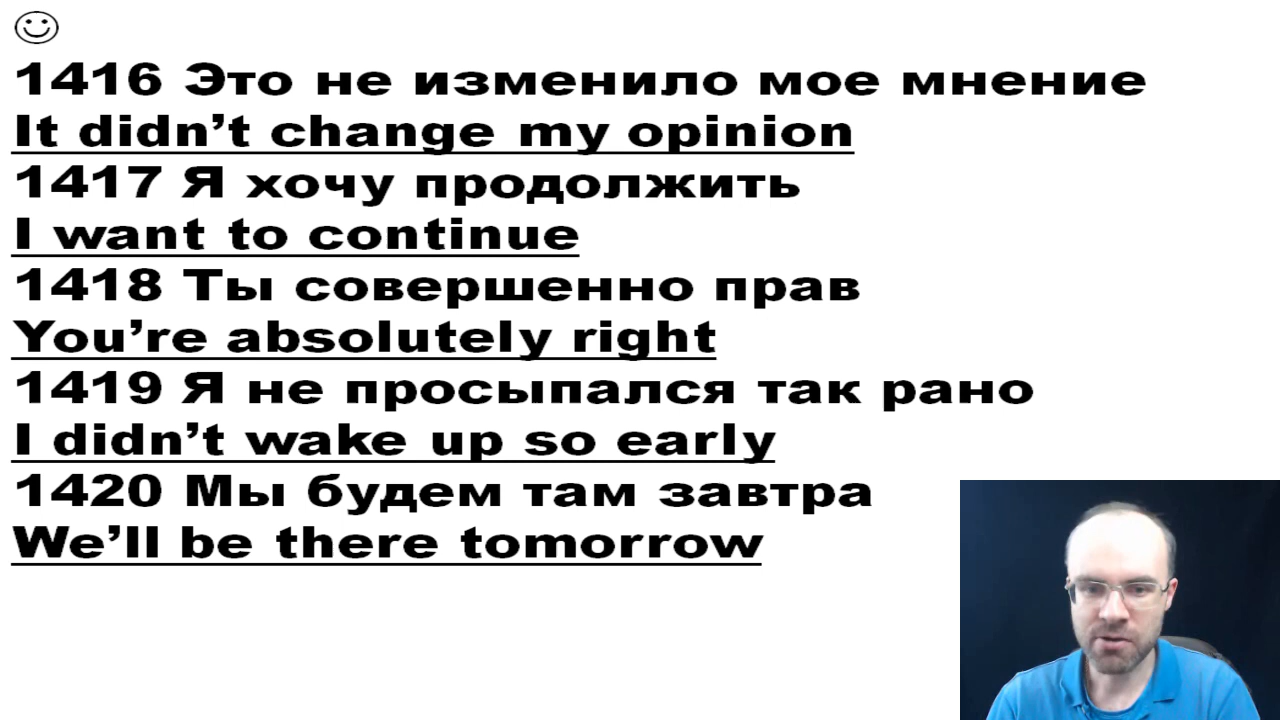 1416 Это не изменило мое мнение
It didn’t change my opinion
1417 Я хочу продолжить
I want to continue
1418 Ты совершенно прав
You’re absolutely right
1419 Я не просыпался так рано
I didn’t wake up so early
1420 Мы будем там завтра
We’ll be there tomorrow